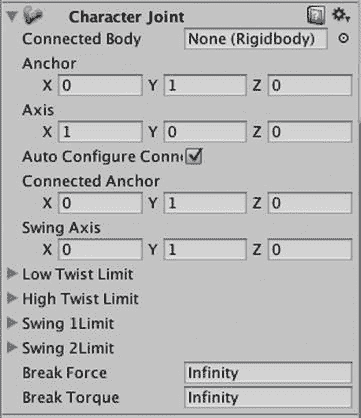 Character Joint
Connected Body None (Rigidbody)
Anchor
X 0 Y 1 Z 0
Axis
X 1 Y 0 Z 0
Auto Configure Conn
Connected Anchor
X 0 Y 1 Z 0
Swing Axis
X 0 Y 1 Z 0
Low Twist Limit
High Twist Limit
Swing 1Limit
Swing 2Limit
Break Force Infinity
Break Torque Infinity